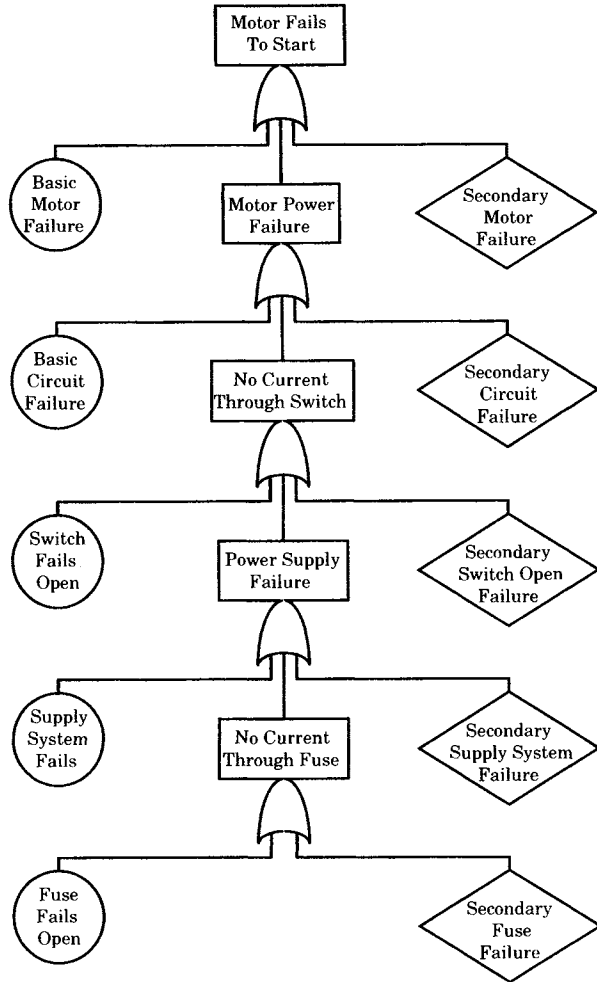 Motor Fails
To Start
Basic
Motor
Failure
Motor Power
Failure
Secondary
Motor
Failure
Basic
Circuit
Failure
No Current
Through Switch
Secondary
Circuit
Failure
Switch
Fails
Open
Power Supply
Failure
Secondary
Switch Open
Failure
Supply
System
Fails
No Current
Through Fuse
Secondary
Supply System
Failure
Fuse
Fails
Open
Secondary
Fuse
Failure